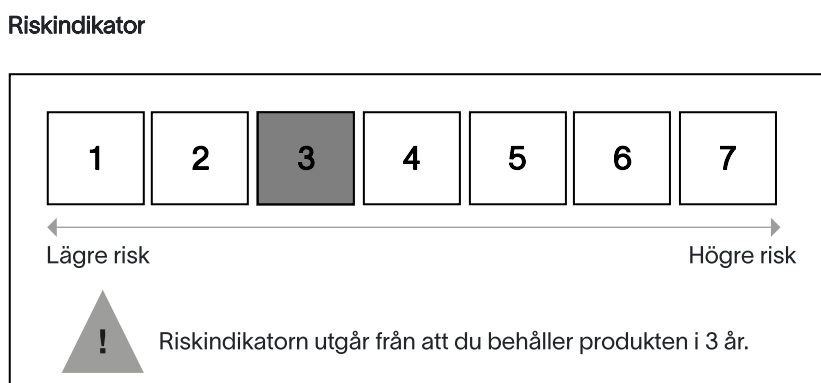 Riskindikator
1 2 3 4 5 6 7
Lägre risk Högre risk
! Riskindikatorn utgår från att du behåller produkten i 3 år.